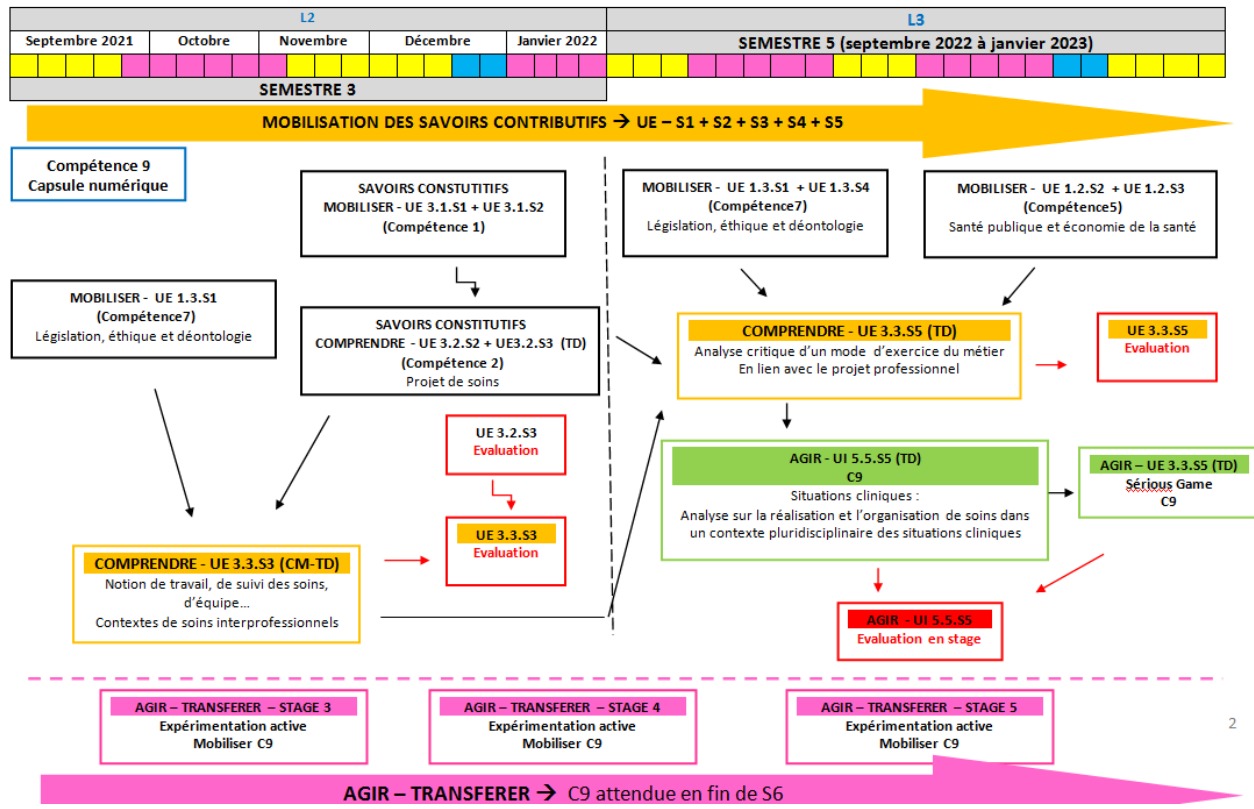 L2
L3
Septembre 2021
Octobre
Novembre
Décembre
Janvier 2022
SEMESTRE 5 (septembre 2022 à janvier 2023)
SEMESTRE 3
MOBILISATION DES SAVOIRS CONTRIBUTIFS → UE – S1 + S2 + S3 + S4 + S5
Compétence 9
Capsule numérique
SAVOIRS CONSTUTITIFS
MOBILISER - UE 3.1.S1 + UE 3.1.S2
(Compétence 1)
MOBILISER - UE 1.3.S1 + UE 1.3.S4
(Compétence7)
Législation, éthique et déontologie
MOBILISER - UE 1.2.S2 + UE 1.2.S3
(Compétence5)
Santé publique et économie de la santé
MOBILISER - UE 1.3.S1
(Compétence7)
Législation, éthique et déontologie
SAVOIRS CONSTITUTIFS
COMPRENDRE - UE 3.2.S2 + UE3.2.S3 (TD)
(Compétence 2)
Projet de soins
COMPRENDRE - UE 3.3.S5 (TD)
Analyse critique d'un mode d'exercice du métier
En lien avec le projet professionnel
UE 3.3.S5
Evaluation
UE 3.2.S3
Evaluation
AGIR - UI 5.5.S5 (TD)
C9
Situations cliniques :
Analyse sur la réalisation et l'organisation de soins dans
un contexte pluridisciplinaire des situations cliniques
AGIR – UE 3.3.S5 (TD)
Sérious Game
C9
UE 3.3.S3
Evaluation
COMPRENDRE - UE 3.3.S3 (CM-TD)
Notion de travail, de suivi des soins,
d'équipe…
Contextes de soins interprofessionnels
AGIR - UI 5.5.S5
Evaluation en stage
AGIR – TRANSFERER – STAGE 3
Expérimentation active
Mobiliser C9
AGIR – TRANSFERER – STAGE 4
Expérimentation active
Mobiliser C9
AGIR – TRANSFERER – STAGE 5
Expérimentation active
Mobiliser C9
2
AGIR – TRANSFERER → C9 attendue en fin de S6